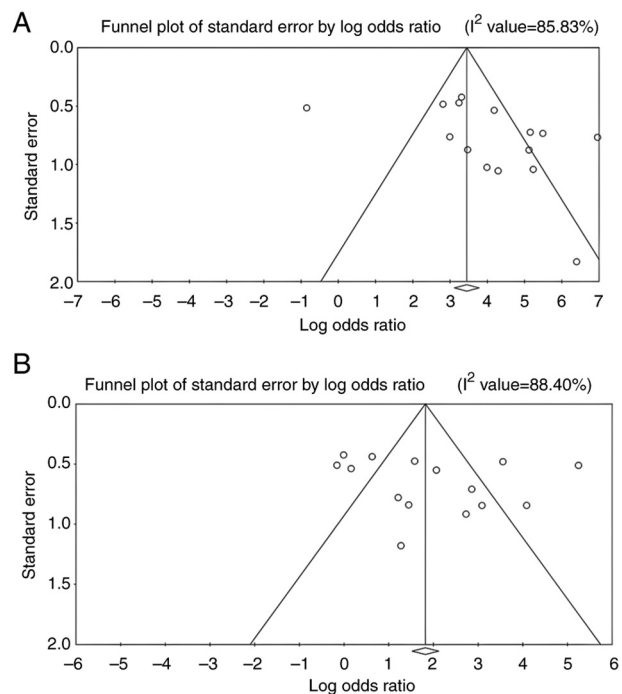 A
Funnel plot of standard error by log odds ratio (I² value=85.83%)
0.0
0.5
1.0
1.5
2.0
Standard error
–7 –6 –5 –4 –3 –2 –1 0 1 2 3 4 5 6 7
Log odds ratio
B
Funnel plot of standard error by log odds ratio (I² value=88.40%)
0.0
0.5
1.0
1.5
2.0
Standard error
–6 –5 –4 –3 –2 –1 0 1 2 3 4 5 6
Log odds ratio